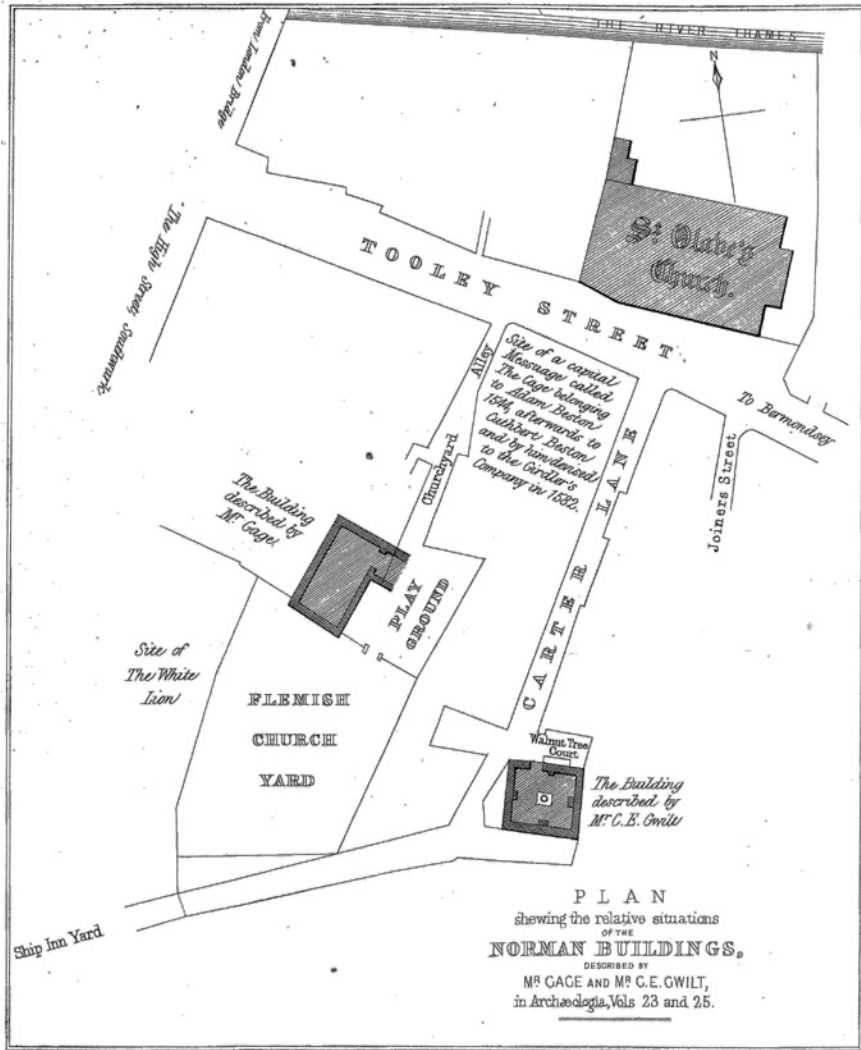 THE RIVER THAMES
From London Bridge
N
St Olave's
Church.
The High Street, Southwark
TOOLEY STREET
Alley
Site of a capital
Messuage called
The Cage belonging
to Adam Beston
1544, afterwards to
Cuthbert Beston
and by him devised
to the Girdler's
Company in 1582.
To Bermondsey
Joiners Street
Churchyard
CARTER LANE
The Building
described by
Mr Gage.
PLAY
GROUND
Site of
The White
Lion
FLEMISH
CHURCH
YARD
Walnut Tree
Court
The Building
described by
Mr C. E. Gwilt
Ship Inn Yard
PLAN
shewing the relative situations
OF THE
NORMAN BUILDINGS,
DESCRIBED BY
MR GAGE AND MR C. E. GWILT,
in Archæologia, Vols 23 and 25.